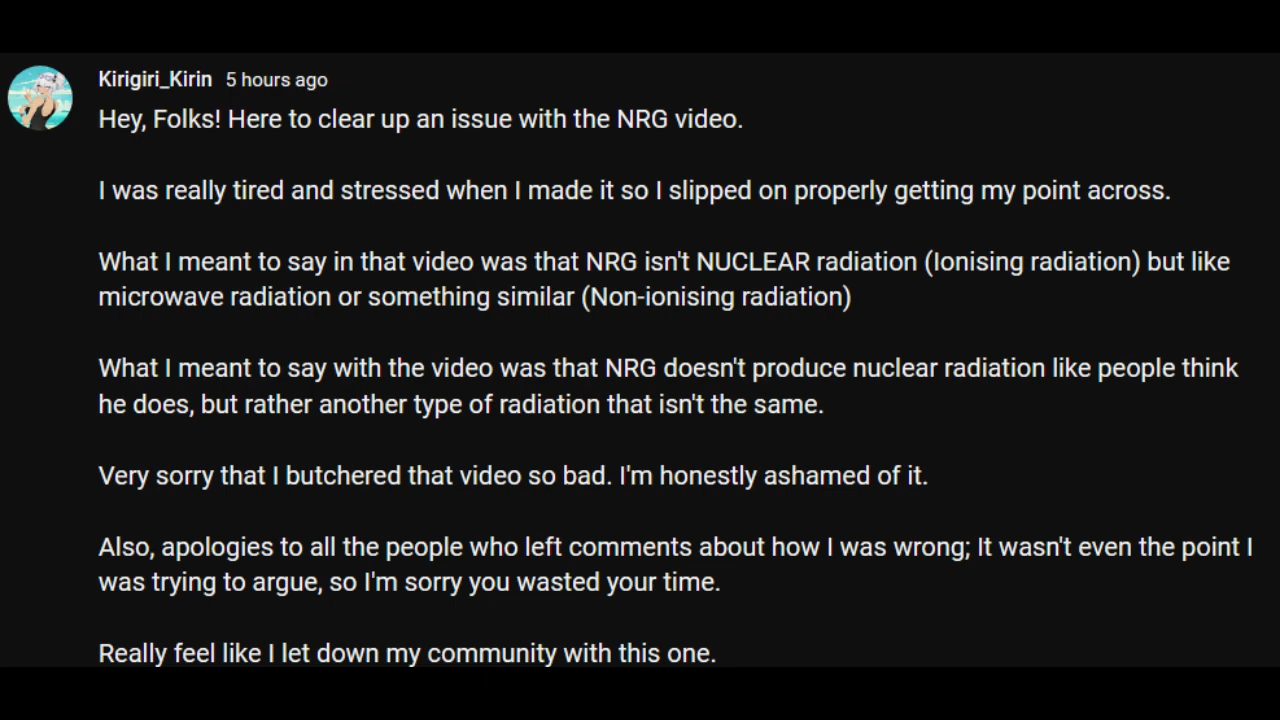 Kirigiri_Kirin 5 hours ago
Hey, Folks! Here to clear up an issue with the NRG video.
I was really tired and stressed when I made it so I slipped on properly getting my point across.
What I meant to say in that video was that NRG isn't NUCLEAR radiation (Ionising radiation) but like
microwave radiation or something similar (Non-ionising radiation)
What I meant to say with the video was that NRG doesn't produce nuclear radiation like people think
he does, but rather another type of radiation that isn't the same.
Very sorry that I butchered that video so bad. I'm honestly ashamed of it.
Also, apologies to all the people who left comments about how I was wrong; It wasn't even the point I
was trying to argue, so I'm sorry you wasted your time.
Really feel like I let down my community with this one.